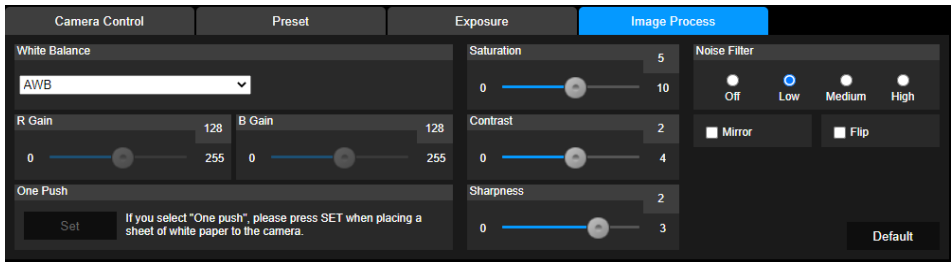 Camera Control
Preset
Exposure
Image Process
White Balance
AWB
R Gain
128
0
255
B Gain
128
0
255
One Push
Set
If you select "One push", please press SET when placing a
sheet of white paper to the camera.
Saturation
5
0
10
Contrast
2
0
4
Sharpness
2
0
3
Noise Filter
Off
Low
Medium
High
Mirror
Flip
Default